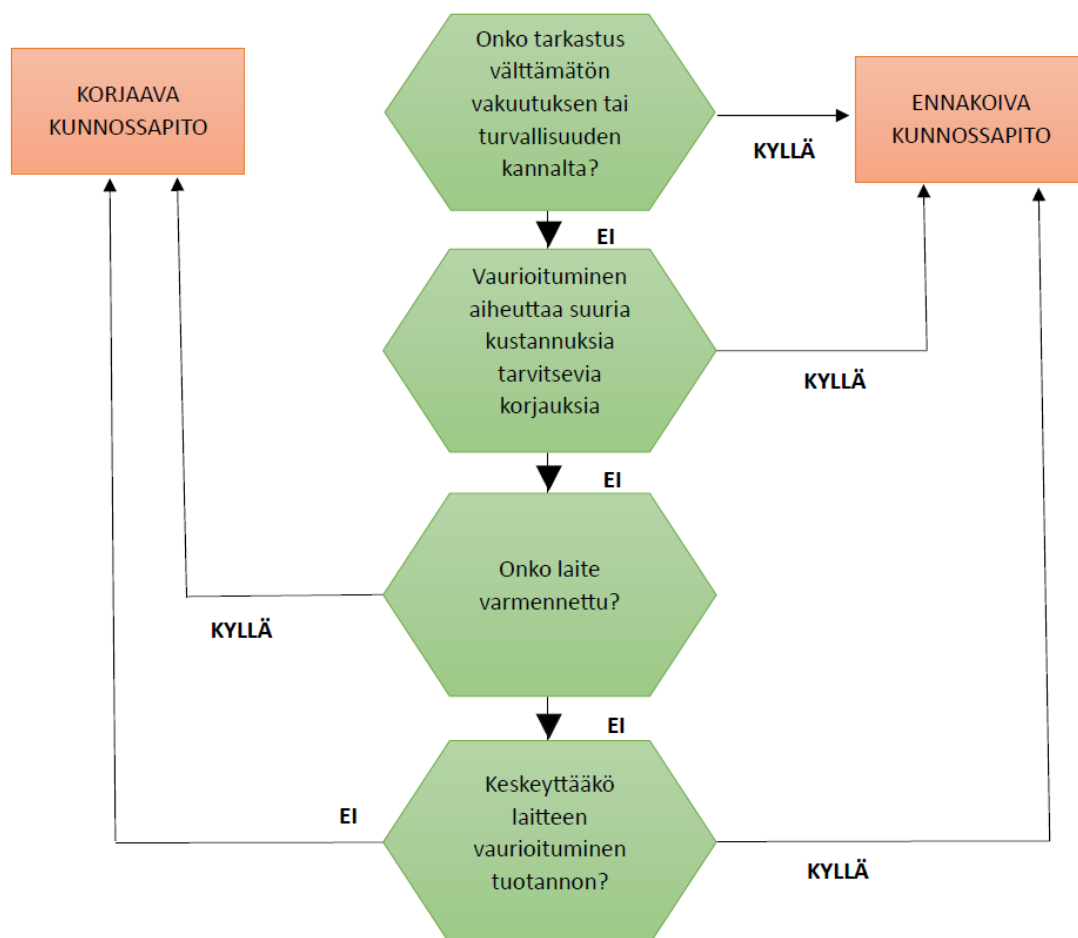 Onko tarkastus
välttämätön
vakuutuksen tai
turvallisuuden
kannalta?
KORJAAVA
KUNNOSSAPITO
ENNAKOIVA
KUNNOSSAPITO
KYLLÄ
EI
Vaurioituminen
aiheuttaa suuria
kustannuksia
tarvitsevia
korjauksia
KYLLÄ
EI
Onko laite
varmennettu?
KYLLÄ
EI
Keskeyttääkö
laitteen
vaurioituminen
tuotannon?
EI
KYLLÄ